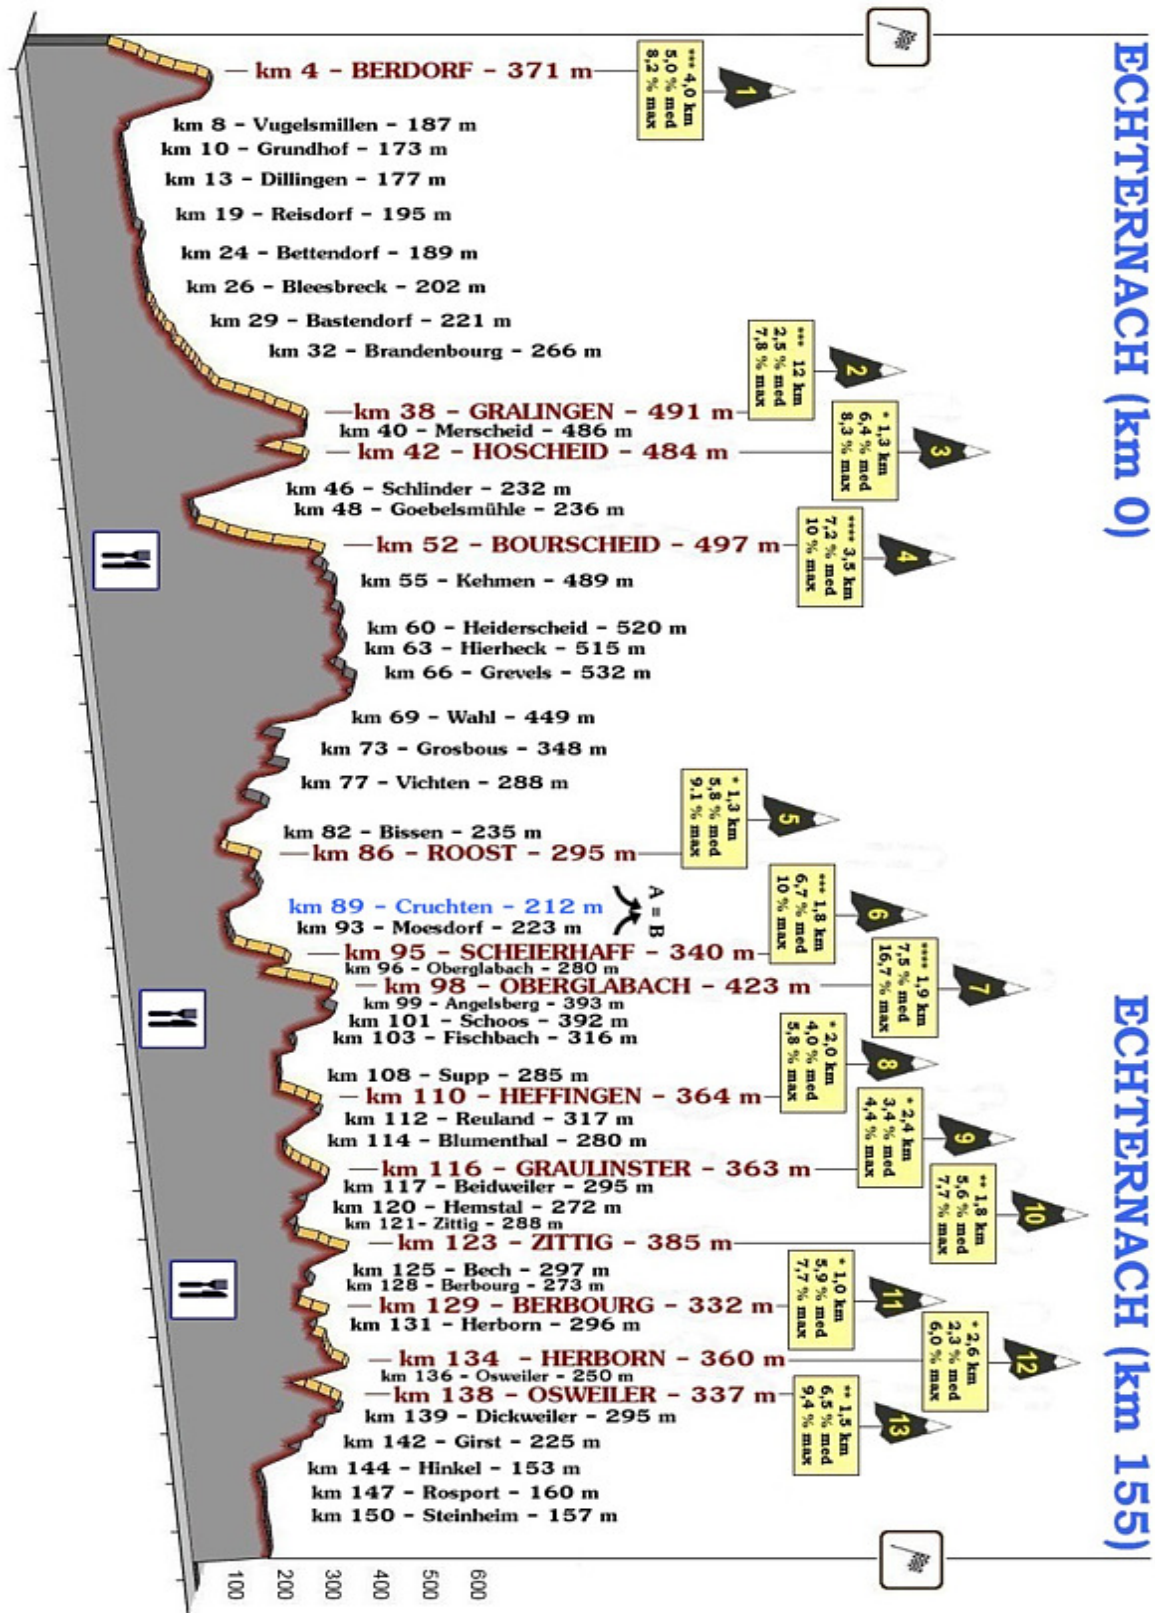 ECHTERNACH (km 0)
ECHTERNACH (km 155)
km 4 - BERDORF - 371 m
1
*** 4,0 km
5,0 % med
8,2 % max
km 8 - Vugelsmillen - 187 m
km 10 - Grundhof - 173 m
km 13 - Dillingen - 177 m
km 19 - Reisdorf - 195 m
km 24 - Bettendorf - 189 m
km 26 - Bleesbreck - 202 m
km 29 - Bastendorf - 221 m
km 32 - Brandenbourg - 266 m
2
*** 12 km
2,5 % med
7,8 % max
km 38 - GRALINGEN - 491 m
km 40 - Merscheid - 486 m
km 42 - HOSCHEID - 484 m
3
* 1,3 km
6,4 % med
8,3 % max
km 46 - Schlinder - 232 m
km 48 - Goebelsmühle - 236 m
km 52 - BOURSCHEID - 497 m
4
**** 3,5 km
7,2 % med
10 % max
km 55 - Kehmen - 489 m
km 60 - Heiderscheid - 520 m
km 63 - Hierheck - 515 m
km 66 - Grevels - 532 m
km 69 - Wahl - 449 m
km 73 - Grosbous - 348 m
km 77 - Vichten - 288 m
km 82 - Bissen - 235 m
km 86 - ROOST - 295 m
5
* 1,3 km
5,8 % med
9.1 % max
km 89 - Cruchten - 212 m
A = B
km 93 - Moesdorf - 223 m
km 95 - SCHEIERHAFF - 340 m
6
*** 1,8 km
6,7 % med
10 % max
km 96 - Oberglabach - 280 m
km 98 - OBERGLABACH - 423 m
7
**** 1,9 km
7,5 % med
16,7 % max
km 99 - Angelsberg - 393 m
km 101 - Schoos - 392 m
km 103 - Fischbach - 316 m
km 108 - Supp - 285 m
km 110 - HEFFINGEN - 364 m
8
* 2,0 km
4,0 % med
5,8 % max
km 112 - Reuland - 317 m
km 114 - Blumenthal - 280 m
km 116 - GRAULINSTER - 363 m
9
* 2,4 km
3,4 % med
4,4 % max
km 117 - Beidweiler - 295 m
km 120 - Hemstal - 272 m
km 121- Zittig - 288 m
km 123 - ZITTIG - 385 m
10
** 1,8 km
5,6 % med
7,7 % max
km 125 - Bech - 297 m
km 128 - Berbourg - 273 m
km 129 - BERBOURG - 332 m
11
* 1,0 km
5,9 % med
7,7 % max
km 131 - Herborn - 296 m
km 134 - HERBORN - 360 m
12
* 2,6 km
2,3 % med
6,0 % max
km 136 - Osweiler - 250 m
km 138 - OSWEILER - 337 m
13
** 1,5 km
6,5 % med
9,4 % max
km 139 - Dickweiler - 295 m
km 142 - Girst - 225 m
km 144 - Hinkel - 153 m
km 147 - Rosport - 160 m
km 150 - Steinheim - 157 m
100
200
300
400
500
600